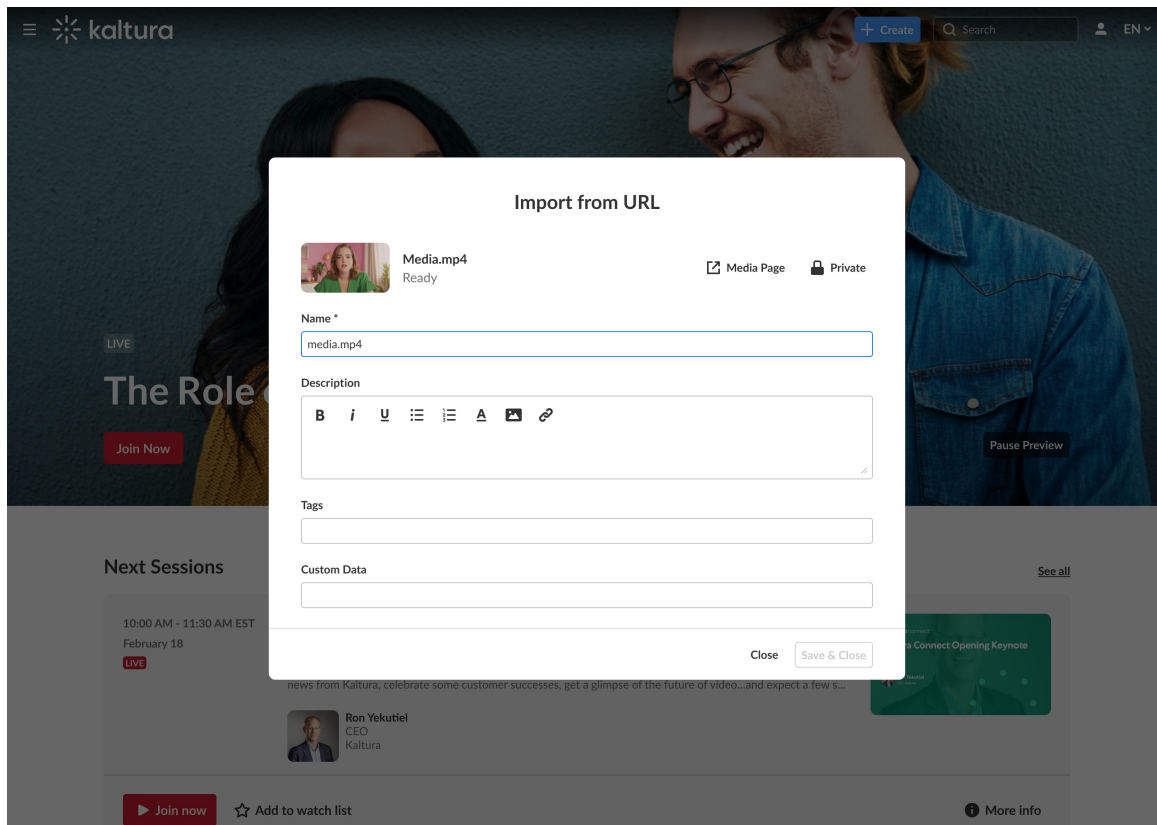 kaltura
Create
Search
EN
LIVE
The Role
Join Now
Pause Preview
Import from URL
Media.mp4
Ready
Media Page
Private
Name *
media.mp4
Description
B i U A
Tags
Custom Data
Close
Save & Close
Next Sessions
See all
10:00 AM - 11:30 AM EST
February 18
LIVE
Connect Opening Keynote
news from Kaltura, celebrate some customer successes, get a glimpse of the future of video...and expect a few s...
Ron Yekutiel
CEO
Kaltura
Join now
Add to watch list
More info